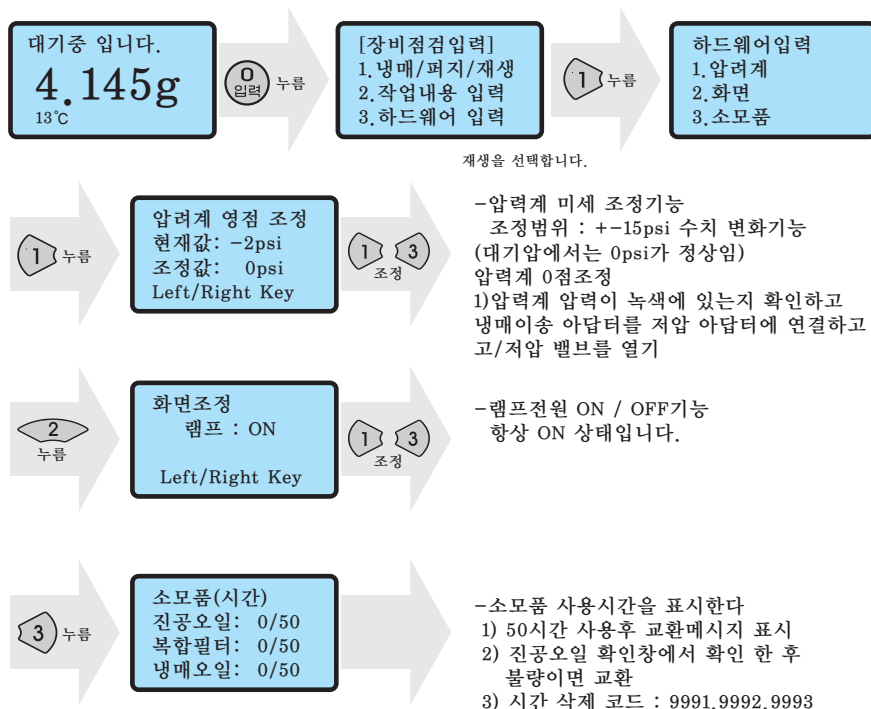 대기중 입니다.
4.145g
13℃
0
입력
누름
[장비점검입력]
1.냉매/퍼지/재생
2.작업내용 입력
3.하드웨어 입력
1
누름
하드웨어입력
1.압려계
2.화면
3.소모품
재생을 선택합니다.
1
누름
압려계 영점 조정
현재값: -2psi
조정값: 0psi
Left/Right Key
1 3
조정
-압력계 미세 조정기능
조정범위 : +-15psi 수치 변화기능
(대기압에서는 0psi가 정상임)
압력계 0점조정
1)압력계 압력이 녹색에 있는지 확인하고
냉매이송 아답터를 저압 아답터에 연결하고
고/저압 밸브를 열기
2
누름
화면조정
램프 : ON
Left/Right Key
1 3
조정
-램프전원 ON / OFF기능
항상 ON 상태입니다.
3
누름
소모품(시간)
진공오일: 0/50
복합필터: 0/50
냉매오일: 0/50
-소모품 사용시간을 표시한다
1) 50시간 사용후 교환메시지 표시
2) 진공오일 확인창에서 확인 한 후
불량이면 교환
3) 시간 삭제 코드 : 9991.9992.9993